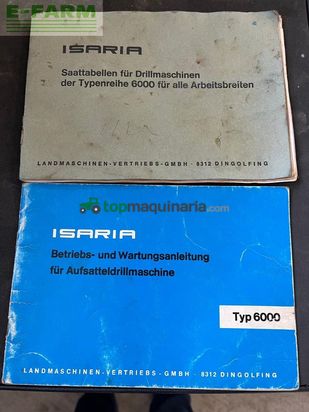 E-FARM
ISARIA
Saattabellen für Drillmaschinen
der Typenreihe 6000 für alle Arbeitsbreiten
LANDMASCHINEN-VERTRIEBS-GMBH · 8312 DINGOLFING
topmaquinaria.com
ISARIA
Betriebs- und Wartungsanleitung
für Aufsatteldrillmaschine
Typ 6000
LANDMASCHINEN-VERTRIEBS-GMBH · 8312 DINGOLFING